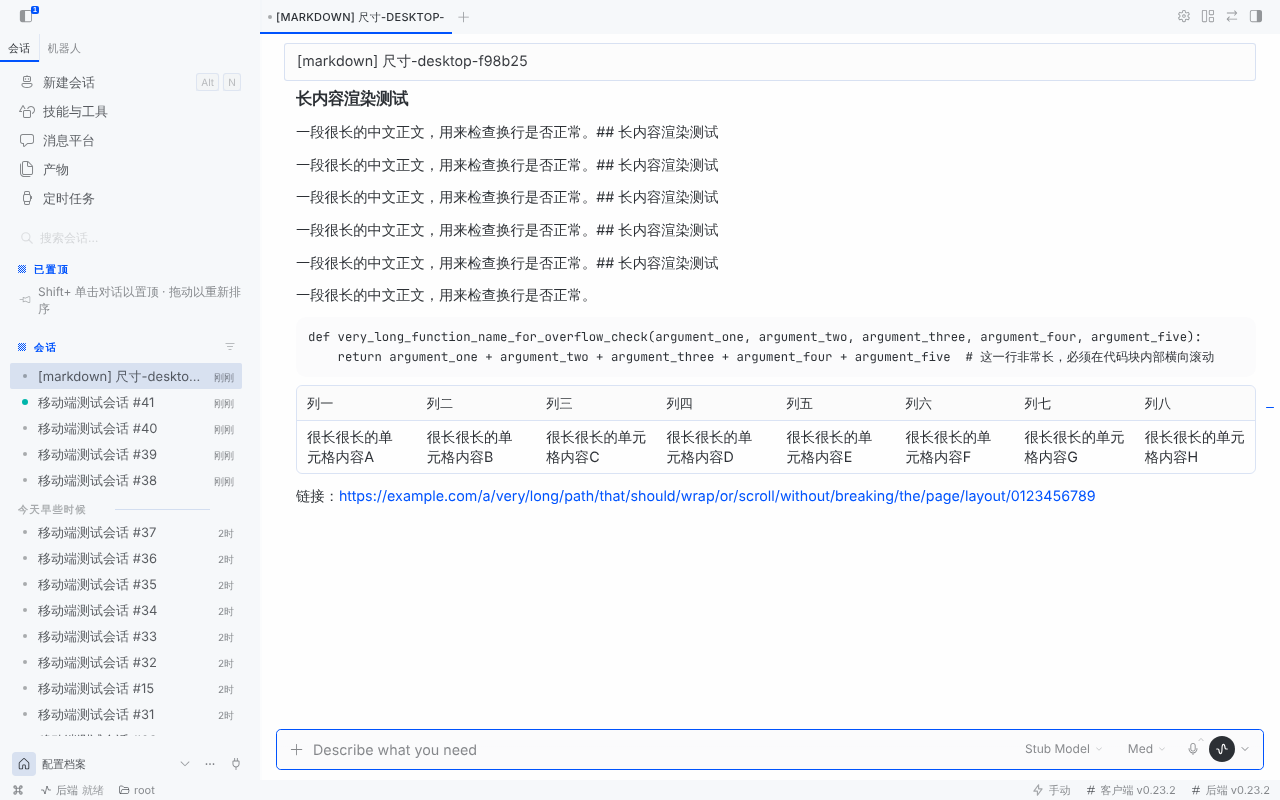 1
会话 机器人
新建会话 Alt N
技能与工具
消息平台
产物
定时任务
搜索会话...
已置顶
Shift+ 单击对话以置顶 · 拖动以重新排
序
会话
[markdown] 尺寸-deskto... 刚刚
移动端测试会话 #41 刚刚
移动端测试会话 #40 刚刚
移动端测试会话 #39 刚刚
移动端测试会话 #38 刚刚
今天早些时候
移动端测试会话 #37 2时
移动端测试会话 #36 2时
移动端测试会话 #35 2时
移动端测试会话 #34 2时
移动端测试会话 #33 2时
移动端测试会话 #32 2时
移动端测试会话 #15 2时
移动端测试会话 #31 2时
配置档案
[MARKDOWN] 尺寸-DESKTOP-
[markdown] 尺寸-desktop-f98b25
长内容渲染测试
一段很长的中文正文，用来检查换行是否正常。## 长内容渲染测试
一段很长的中文正文，用来检查换行是否正常。## 长内容渲染测试
一段很长的中文正文，用来检查换行是否正常。## 长内容渲染测试
一段很长的中文正文，用来检查换行是否正常。## 长内容渲染测试
一段很长的中文正文，用来检查换行是否正常。## 长内容渲染测试
一段很长的中文正文，用来检查换行是否正常。
def very_long_function_name_for_overflow_check(argument_one, argument_two, argument_three, argument_four, argument_five):
    return argument_one + argument_two + argument_three + argument_four + argument_five  # 这一行非常长，必须在代码块内部横向滚动
列一 列二 列三 列四 列五 列六 列七 列八
很长很长的单 很长很长的单 很长很长的单元 很长很长的单 很长很长的单 很长很长的单 很长很长的单元 很长很长的单元
元格内容A 元格内容B 格内容C 元格内容D 元格内容E 元格内容F 格内容G 格内容H
链接：https://example.com/a/very/long/path/that/should/wrap/or/scroll/without/breaking/the/page/layout/0123456789
Describe what you need Stub Model Med
后端 就绪 root 手动 # 客户端 v0.23.2 # 后端 v0.23.2